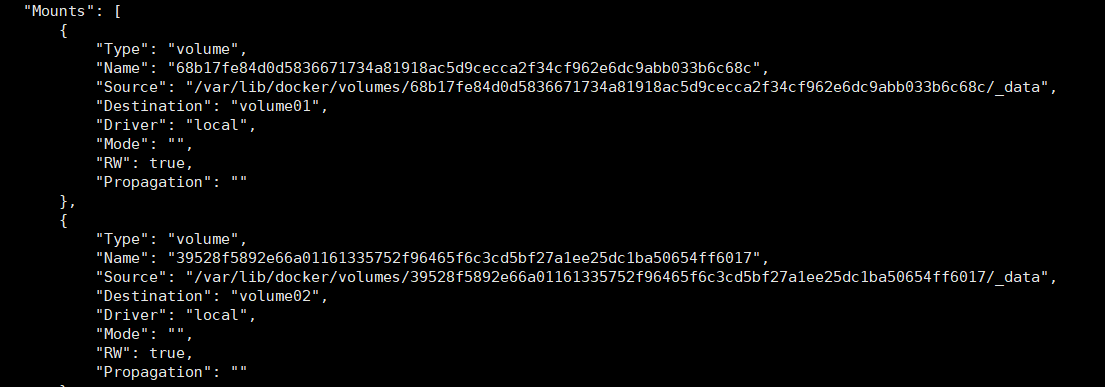 "Mounts": [
{
"Type": "volume",
"Name": "68b17fe84d0d5836671734a81918ac5d9cecca2f34cf962e6dc9abb033b6c68c",
"Source": "/var/lib/docker/volumes/68b17fe84d0d5836671734a81918ac5d9cecca2f34cf962e6dc9abb033b6c68c/_data",
"Destination": "volume01",
"Driver": "local",
"Mode": "",
"RW": true,
"Propagation": ""
},
{
"Type": "volume",
"Name": "39528f5892e66a01161335752f96465f6c3cd5bf27a1ee25dc1ba50654ff6017",
"Source": "/var/lib/docker/volumes/39528f5892e66a01161335752f96465f6c3cd5bf27a1ee25dc1ba50654ff6017/_data",
"Destination": "volume02",
"Driver": "local",
"Mode": "",
"RW": true,
"Propagation": ""